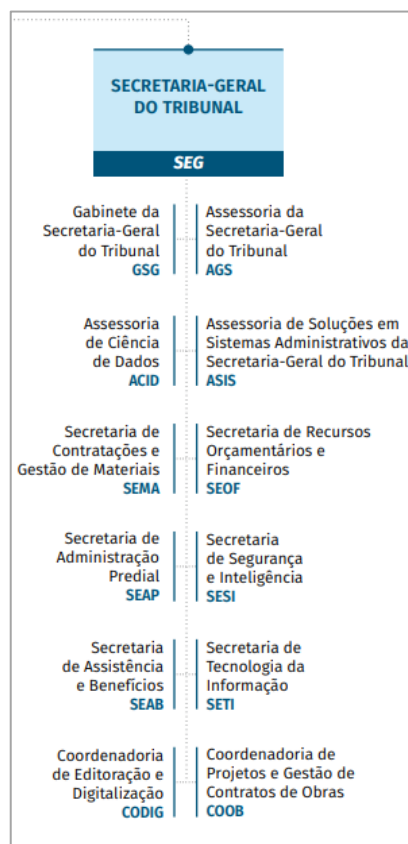 SECRETARIA-GERAL
DO TRIBUNAL
SEG
Gabinete da
Secretaria-Geral
do Tribunal
GSG
Assessoria da
Secretaria-Geral
do Tribunal
AGS
Assessoria
de Ciência
de Dados
ACID
Assessoria de Soluções em
Sistemas Administrativos da
Secretaria-Geral do Tribunal
ASIS
Secretaria de
Contratações e
Gestão de Materiais
SEMA
Secretaria de Recursos
Orçamentários e
Financeiros
SEOF
Secretaria de
Administração
Predial
SEAP
Secretaria
de Segurança
e Inteligência
SESI
Secretaria
de Assistência
e Benefícios
SEAB
Secretaria de
Tecnologia da
Informação
SETI
Coordenadoria
de Editoração e
Digitalização
CODIG
Coordenadoria de
Projetos e Gestão de
Contratos de Obras
COOB